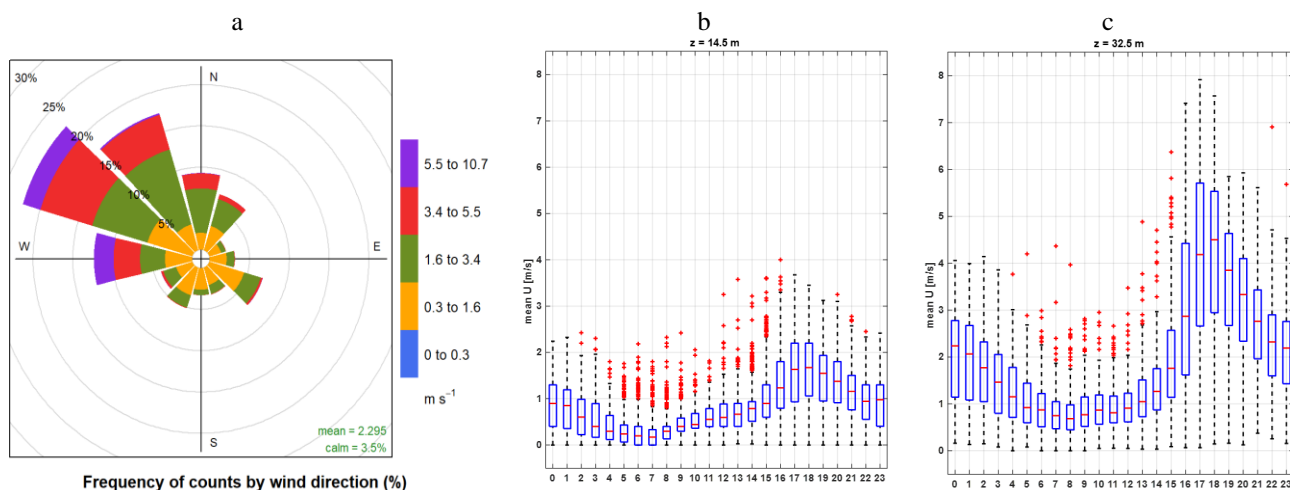 a
b
c
30%
25%
20%
15%
10%
5%
N
W
E
S
5.5 to 10.7
3.4 to 5.5
1.6 to 3.4
0.3 to 1.6
0 to 0.3
m s⁻¹
mean = 2.295
calm = 3.5%
Frequency of counts by wind direction (%)
z = 14.5 m
8
7
6
5
4
3
2
1
0
mean U [m/s]
0 1 2 3 4 5 6 7 8 9 10 11 12 13 14 15 16 17 18 19 20 21 22 23
z = 32.5 m
8
7
6
5
4
3
2
1
0
mean U [m/s]
0 1 2 3 4 5 6 7 8 9 10 11 12 13 14 15 16 17 18 19 20 21 22 23